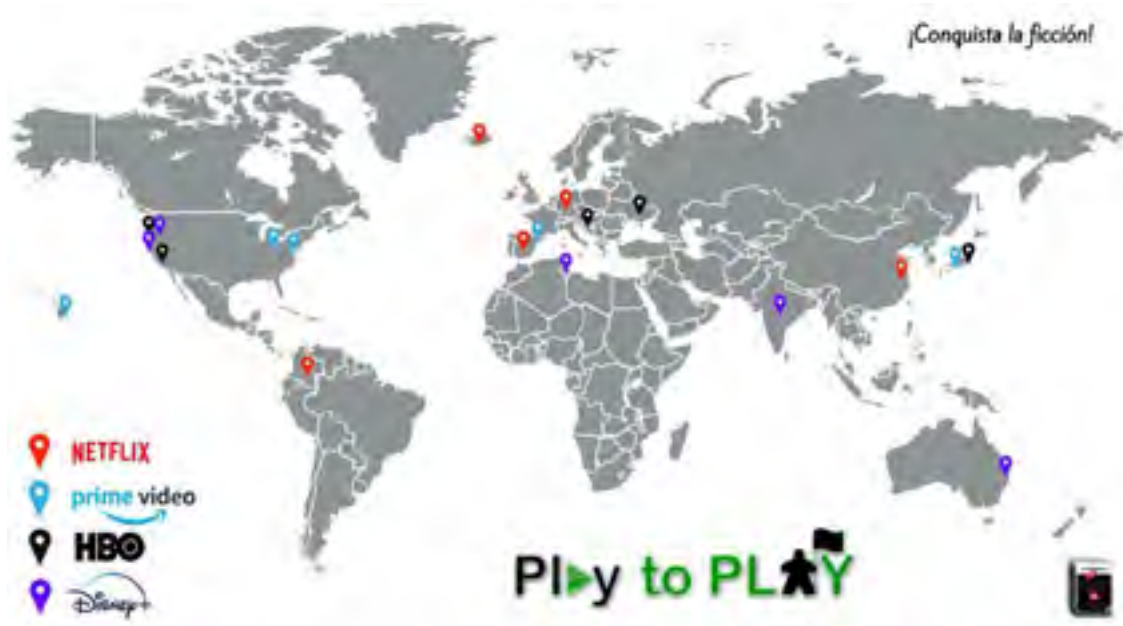 ¡Conquista la ficción!
NETFLIX
prime video
HBO
Disney+
Play to PLAY